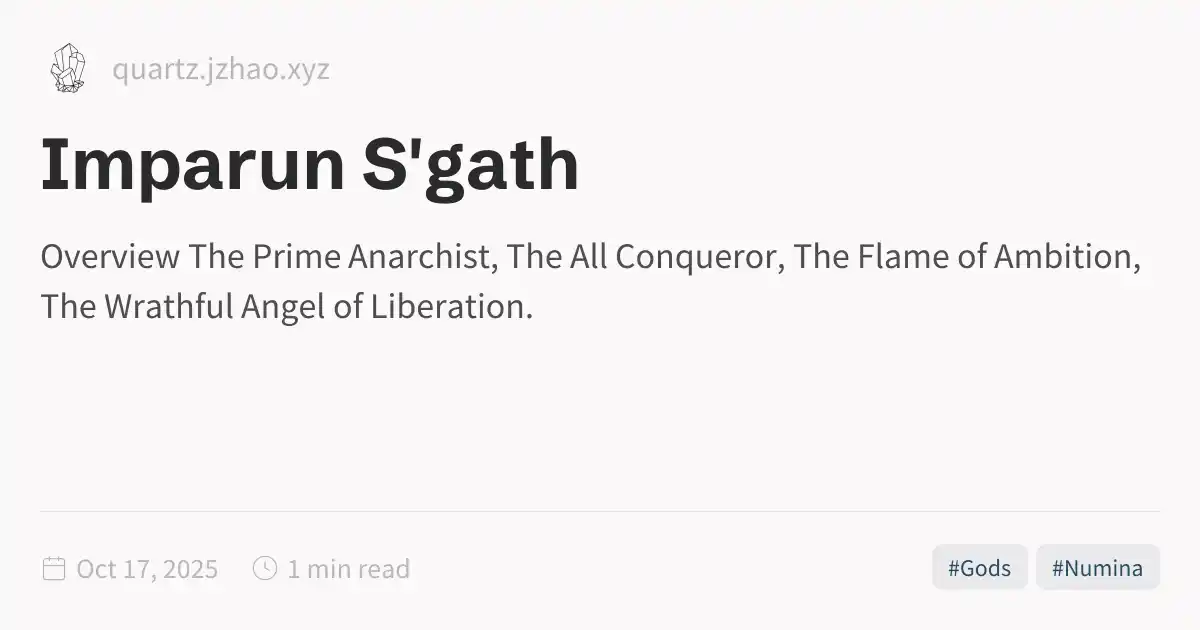 quartz.jzhao.xyz
Imparun S'gath
Overview The Prime Anarchist, The All Conqueror, The Flame of Ambition,
The Wrathful Angel of Liberation.
Oct 17, 2025 1 min read #Gods #Numina